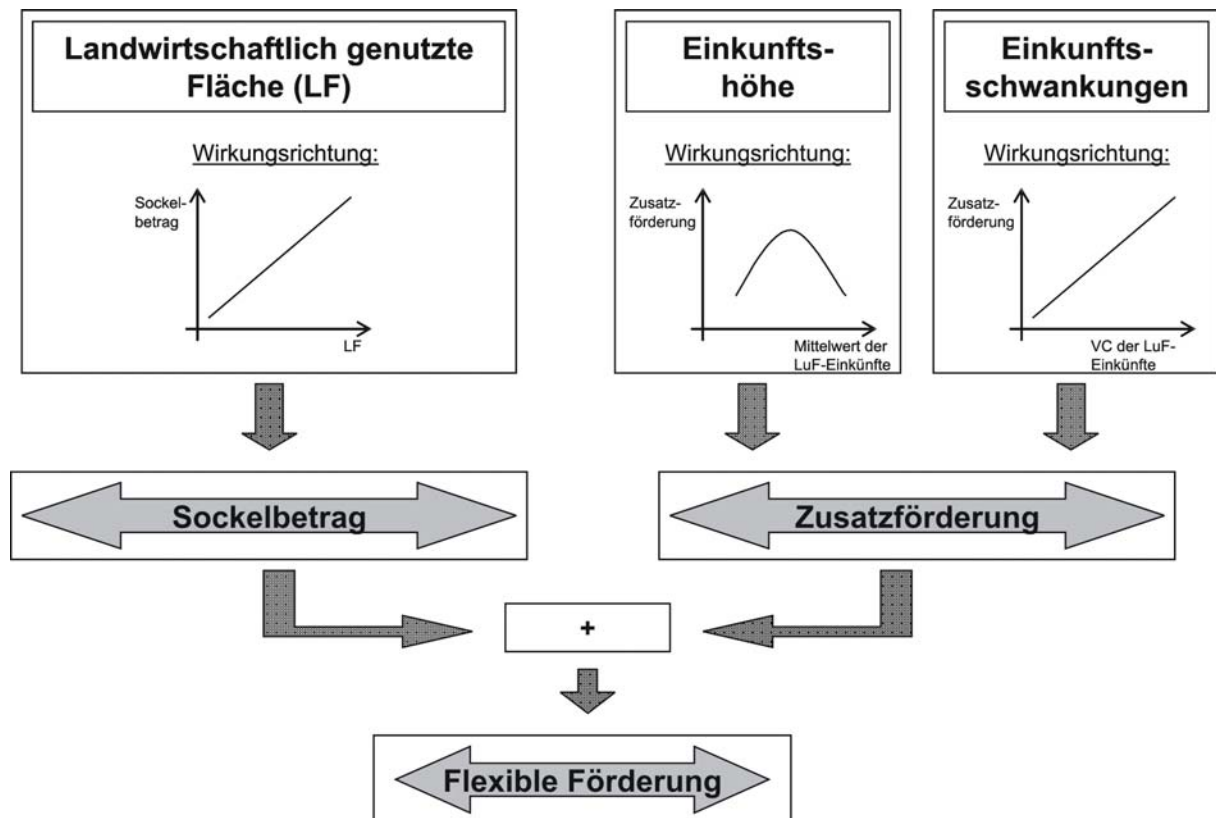 Landwirtschaftlich genutzte
Fläche (LF)
Wirkungsrichtung:
Sockel-
betrag
LF
Einkunfts-
höhe
Wirkungsrichtung:
Zusatz-
förderung
Mittelwert der
LuF-Einkünfte
Einkunfts-
schwankungen
Wirkungsrichtung:
Zusatz-
förderung
VC der LuF-
Einkünfte
Sockelbetrag
Zusatzförderung
+
Flexible Förderung